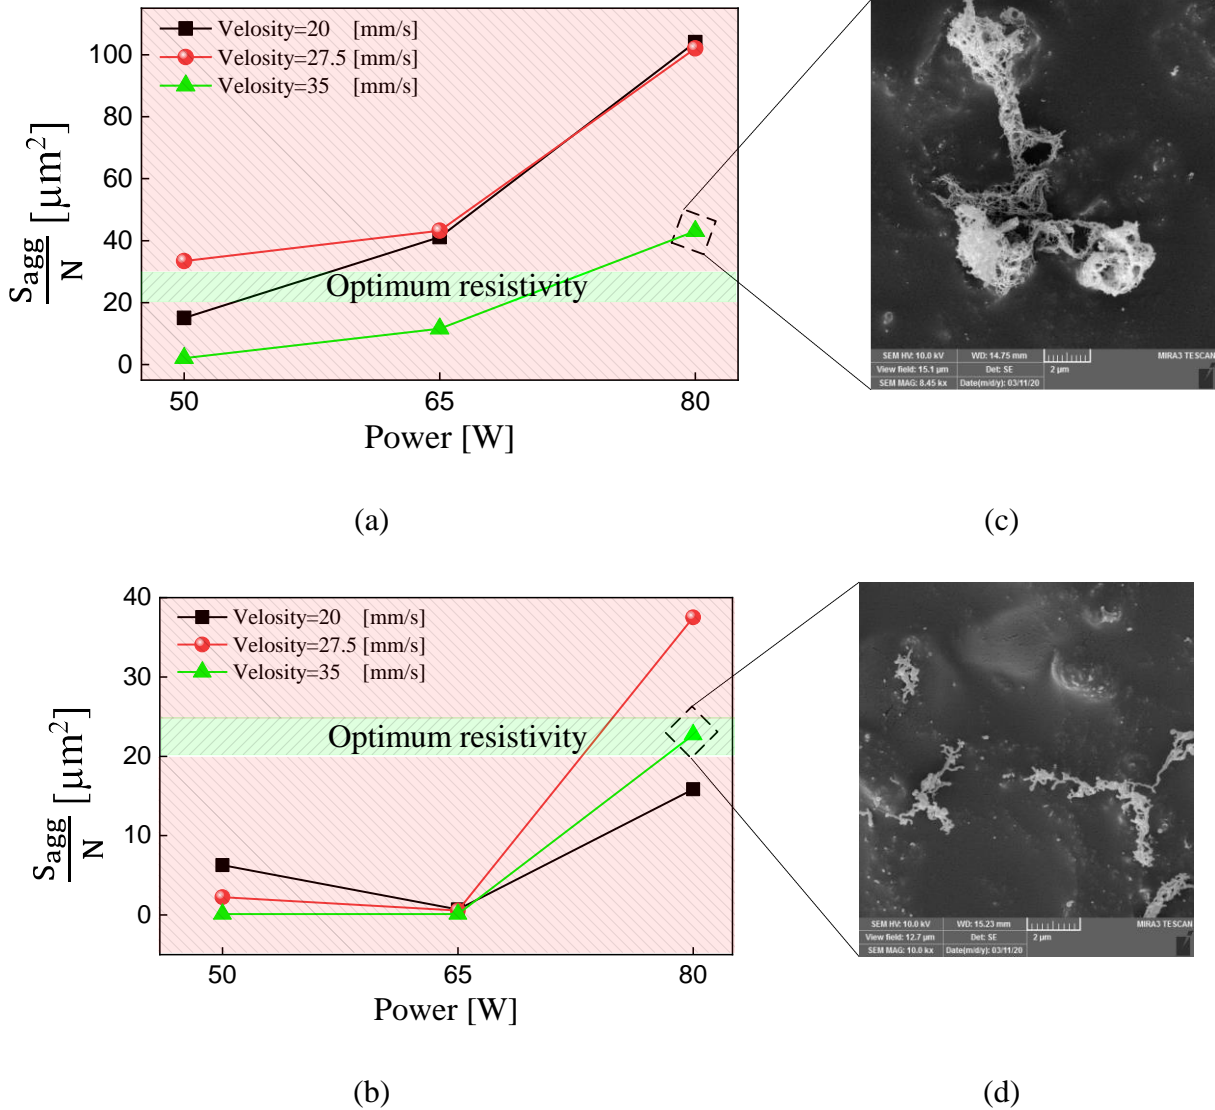 Velosity=20 [mm/s]
Velosity=27.5 [mm/s]
Velosity=35 [mm/s]
100
80
60
40
20
0
Sagg
N
[μm²]
Optimum resistivity
50 65 80
Power [W]
SEM HV: 10.0 kV WD: 14.75 mm MIRA3 TESCAN
View field: 15.1 μm Det: SE 2 μm
SEM MAG: 8.45 kx Date(m/d/y): 03/11/20
(a)
(c)
Velosity=20 [mm/s]
Velosity=27.5 [mm/s]
Velosity=35 [mm/s]
40
30
20
10
0
Sagg
N
[μm²]
Optimum resistivity
50 65 80
Power [W]
SEM HV: 10.0 kV WD: 15.23 mm MIRA3 TESCAN
View field: 12.7 μm Det: SE 2 μm
SEM MAG: 10.0 kx Date(m/d/y): 03/11/20
(b)
(d)